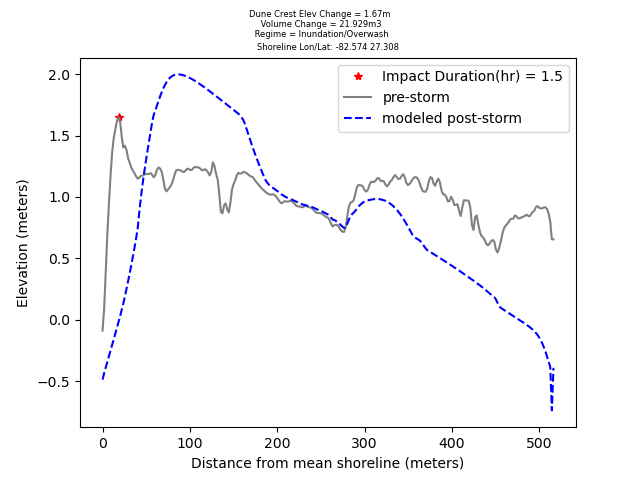 Dune Crest Elev Change = 1.67m
Volume Change = 21.929m3
Regime = Inundation/Overwash
Shoreline Lon/Lat: -82.574 27.308
Impact Duration(hr) = 1.5
pre-storm
modeled post-storm
Elevation (meters)
2.0
1.5
1.0
0.5
0.0
−0.5
0 100 200 300 400 500
Distance from mean shoreline (meters)